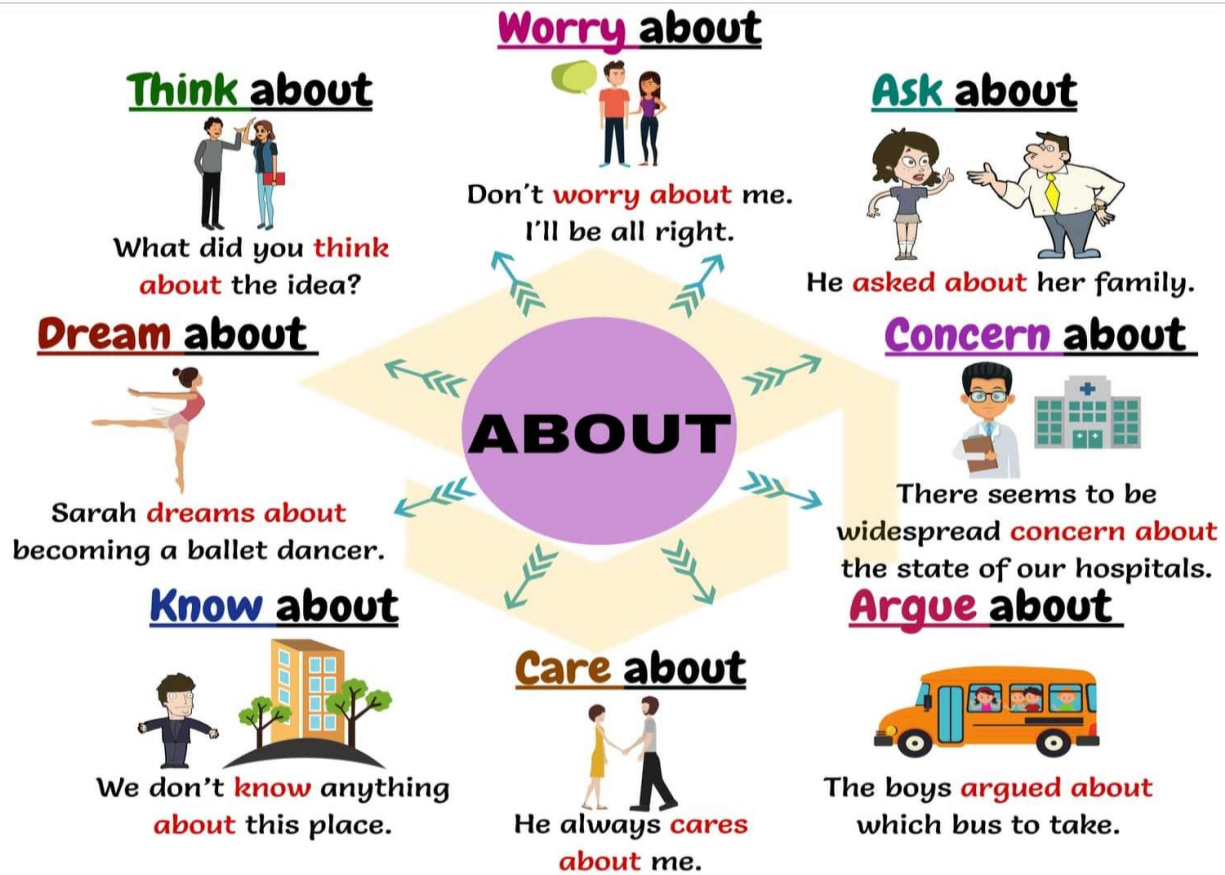 Worry about
Don't worry about me.
I'll be all right.
Think about
What did you think
about the idea?
Ask about
He asked about her family.
Dream about
Sarah dreams about
becoming a ballet dancer.
ABOUT
Concern about
There seems to be
widespread concern about
the state of our hospitals.
Know about
We don't know anything
about this place.
Care about
He always cares
about me.
Argue about
The boys argued about
which bus to take.